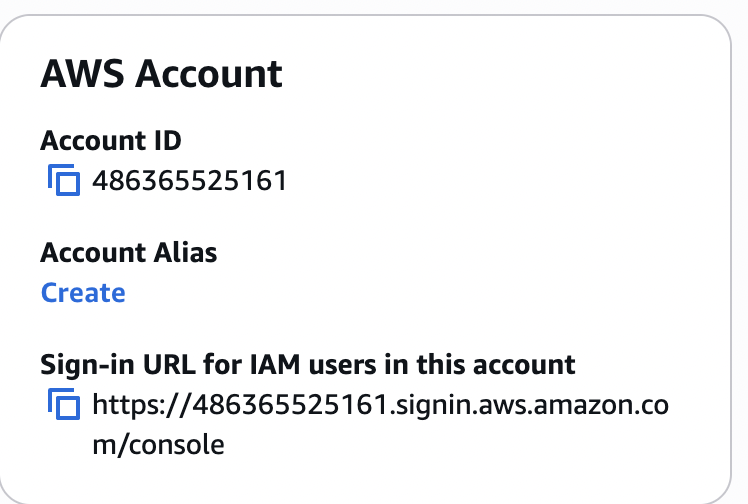 AWS Account
Account ID
486365525161
Account Alias
Create
Sign-in URL for IAM users in this account
https://486365525161.signin.aws.amazon.co
m/console